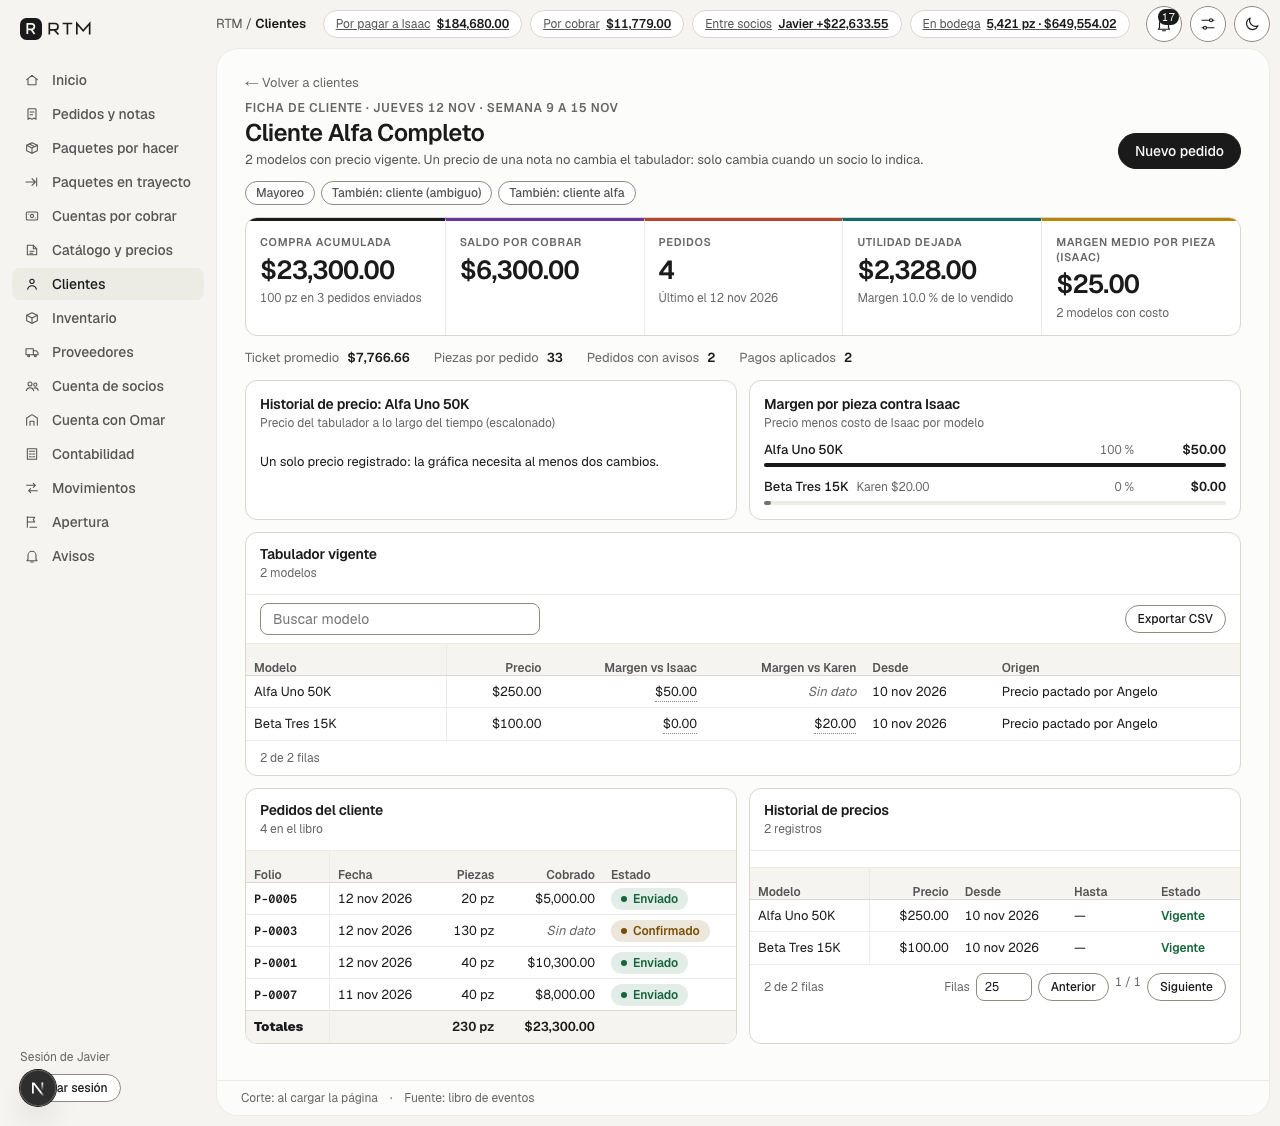 R RTM
RTM / Clientes
Por pagar a Isaac $184,680.00
Por cobrar $11,779.00
Entre socios Javier +$22,633.55
En bodega 5,421 pz · $649,554.02
17
Inicio
Pedidos y notas
Paquetes por hacer
Paquetes en trayecto
Cuentas por cobrar
Catálogo y precios
Clientes
Inventario
Proveedores
Cuenta de socios
Cuenta con Omar
Contabilidad
Movimientos
Apertura
Avisos
Sesión de Javier
N ar sesión
← Volver a clientes
FICHA DE CLIENTE · JUEVES 12 NOV · SEMANA 9 A 15 NOV
Cliente Alfa Completo
2 modelos con precio vigente. Un precio de una nota no cambia el tabulador: solo cambia cuando un socio lo indica.
Nuevo pedido
Mayoreo
También: cliente (ambiguo)
También: cliente alfa
COMPRA ACUMULADA
$23,300.00
100 pz en 3 pedidos enviados
SALDO POR COBRAR
$6,300.00
PEDIDOS
4
Último el 12 nov 2026
UTILIDAD DEJADA
$2,328.00
Margen 10.0 % de lo vendido
MARGEN MEDIO POR PIEZA
(ISAAC)
$25.00
2 modelos con costo
Ticket promedio $7,766.66 Piezas por pedido 33 Pedidos con avisos 2 Pagos aplicados 2
Historial de precio: Alfa Uno 50K
Precio del tabulador a lo largo del tiempo (escalonado)
Un solo precio registrado: la gráfica necesita al menos dos cambios.
Margen por pieza contra Isaac
Precio menos costo de Isaac por modelo
Alfa Uno 50K 100 % $50.00
Beta Tres 15K Karen $20.00 0 % $0.00
Tabulador vigente
2 modelos
Buscar modelo
Exportar CSV
Modelo Precio Margen vs Isaac Margen vs Karen Desde Origen
Alfa Uno 50K $250.00 $50.00 Sin dato 10 nov 2026 Precio pactado por Angelo
Beta Tres 15K $100.00 $0.00 $20.00 10 nov 2026 Precio pactado por Angelo
2 de 2 filas
Pedidos del cliente
4 en el libro
Folio Fecha Piezas Cobrado Estado
P-0005 12 nov 2026 20 pz $5,000.00 Enviado
P-0003 12 nov 2026 130 pz Sin dato Confirmado
P-0001 12 nov 2026 40 pz $10,300.00 Enviado
P-0007 11 nov 2026 40 pz $8,000.00 Enviado
Totales 230 pz $23,300.00
Historial de precios
2 registros
Modelo Precio Desde Hasta Estado
Alfa Uno 50K $250.00 10 nov 2026 — Vigente
Beta Tres 15K $100.00 10 nov 2026 — Vigente
2 de 2 filas Filas 25 Anterior 1 / 1 Siguiente
Corte: al cargar la página · Fuente: libro de eventos